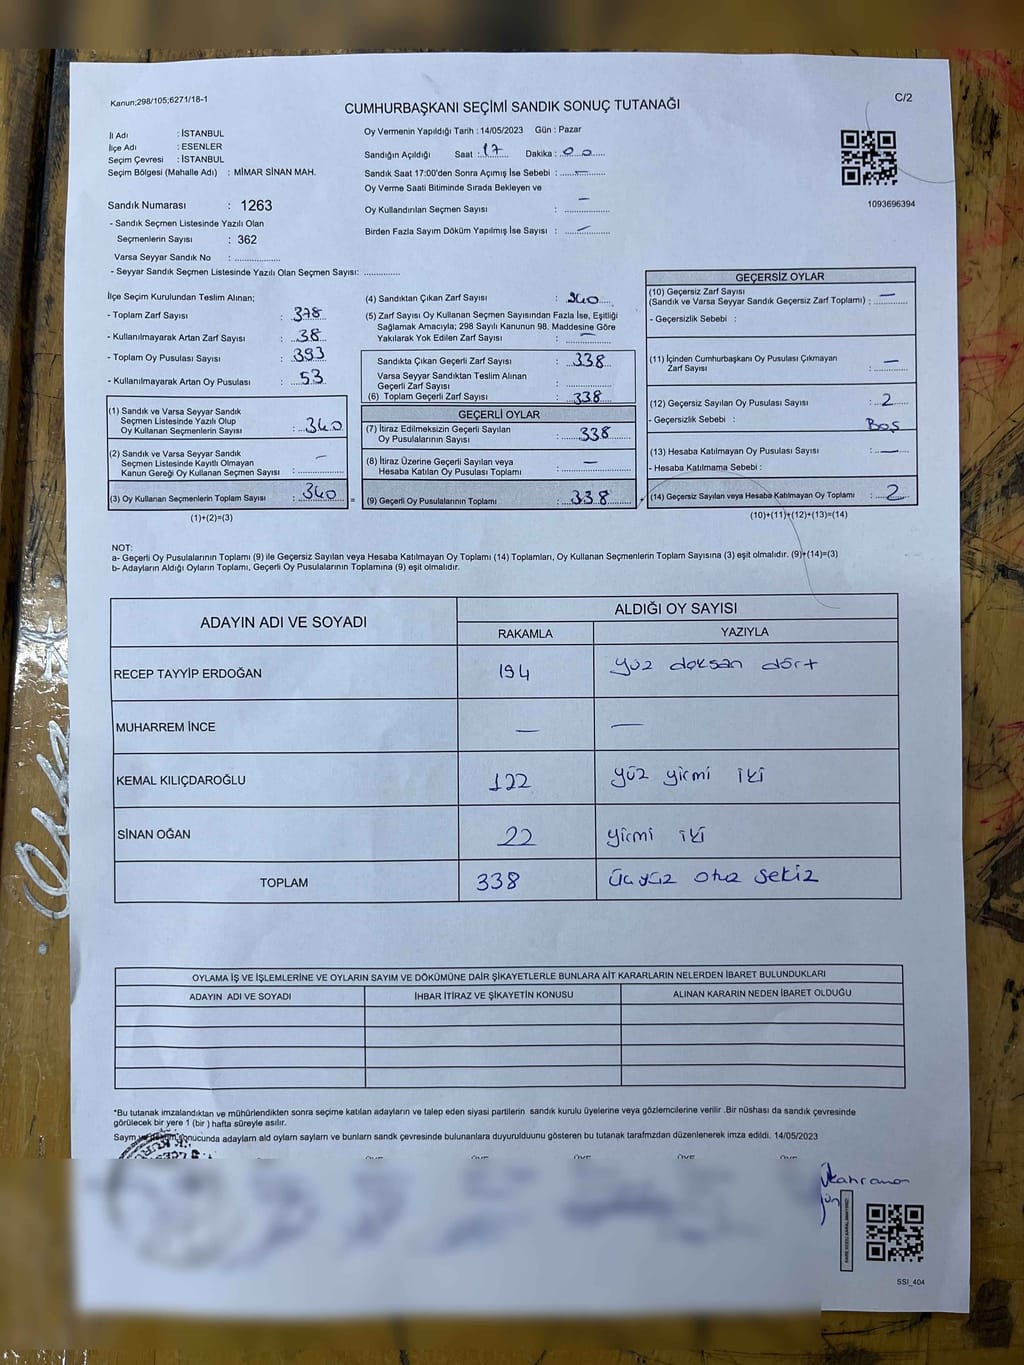 Kanun;298/105;6271/18-1
C/2
CUMHURBAŞKANI SEÇİMİ SANDIK SONUÇ TUTANAĞI
İl Adı : İSTANBUL
İlçe Adı : ESENLER
Seçim Çevresi : İSTANBUL
Seçim Bölgesi (Mahalle Adı) : MİMAR SİNAN MAH.
Sandık Numarası : 1263
- Sandık Seçmen Listesinde Yazılı Olan
Seçmenlerin Sayısı : 362
Varsa Seyyar Sandık No : ..............
- Seyyar Sandık Seçmen Listesinde Yazılı Olan Seçmen Sayısı: ............
Oy Vermenin Yapıldığı Tarih : 14/05/2023 Gün : Pazar
Sandığın Açıldığı Saat : 17 Dakika : 00
Sandık Saat 17:00'den Sonra Açımış İse Sebebi : —
Oy Verme Saati Bitiminde Sırada Bekleyen ve
Oy Kullandırılan Seçmen Sayısı : —
Birden Fazla Sayım Döküm Yapılmış İse Sayısı : —
1093696394
İlçe Seçim Kurulundan Teslim Alınan;
- Toplam Zarf Sayısı : 378
- Kullanılmayarak Artan Zarf Sayısı : 38
- Toplam Oy Pusulası Sayısı : 393
- Kullanılmayarak Artan Oy Pusulası : 53
(1) Sandık ve Varsa Seyyar Sandık
Seçmen Listesinde Yazılı Olup
Oy Kullanan Seçmenlerin Sayısı : 340
(2) Sandık ve Varsa Seyyar Sandık
Seçmen Listesinde Kayıtlı Olmayan
Kanun Gereği Oy Kullanan Seçmen Sayısı : —
(3) Oy Kullanan Seçmenlerin Toplam Sayısı : 340 =
(1)+(2)=(3)
(4) Sandıktan Çıkan Zarf Sayısı : 340
(5) Zarf Sayısı Oy Kullanan Seçmen Sayısından Fazla İse, Eşitliği
Sağlamak Amacıyla; 298 Sayılı Kanunun 98. Maddesine Göre
Yakılarak Yok Edilen Zarf Sayısı : —
Sandıkta Çıkan Geçerli Zarf Sayısı : 338
Varsa Seyyar Sandıktan Teslim Alınan
Geçerli Zarf Sayısı : ............
(6) Toplam Geçerli Zarf Sayısı : 338
GEÇERLİ OYLAR
(7) İtiraz Edilmeksizin Geçerli Sayılan
Oy Pusulalarının Sayısı : 338
(8) İtiraz Üzerine Geçerli Sayılan veya
Hesaba Katılan Oy Pusulası Toplamı : —
(9) Geçerli Oy Pusulalarının Toplamı : 338 +
GEÇERSİZ OYLAR
(10) Geçersiz Zarf Sayısı
(Sandık ve Varsa Seyyar Sandık Geçersiz Zarf Toplamı) : —
- Geçersizlik Sebebi :
(11) İçinden Cumhurbaşkanı Oy Pusulası Çıkmayan
Zarf Sayısı : —
(12) Geçersiz Sayılan Oy Pusulası Sayısı : 2
- Geçersizlik Sebebi : Boş
(13) Hesaba Katılmayan Oy Pusulası Sayısı : —
- Hesaba Katılmama Sebebi :
(14) Geçersiz Sayılan veya Hesaba Katılmayan Oy Toplamı : 2
(10)+(11)+(12)+(13)=(14)
NOT:
a- Geçerli Oy Pusulalarının Toplamı (9) ile Geçersiz Sayılan veya Hesaba Katılmayan Oy Toplamı (14) Toplamları, Oy Kullanan Seçmenlerin Toplam Sayısına (3) eşit olmalıdır. (9)+(14)=(3)
b- Adayların Aldığı Oyların Toplamı, Geçerli Oy Pusulalarının Toplamına (9) eşit olmalıdır.
ADAYIN ADI VE SOYADI ALDIĞI OY SAYISI
RAKAMLA YAZIYLA
RECEP TAYYİP ERDOĞAN 194 yüz doksan dört
MUHARREM İNCE — —
KEMAL KILIÇDAROĞLU 122 yüz yirmi iki
SİNAN OĞAN 22 yirmi iki
TOPLAM 338 üçyüz otuz sekiz
OYLAMA İŞ VE İŞLEMLERİNE VE OYLARIN SAYIM VE DÖKÜMÜNE DAİR ŞİKAYETLERLE BUNLARA AİT KARARLARIN NELERDEN İBARET BULUNDUKLARI
ADAYIN ADI VE SOYADI İHBAR İTİRAZ VE ŞİKAYETİN KONUSU ALINAN KARARIN NEDEN İBARET OLDUĞU
*Bu tutanak imzalandıktan ve mühürlendikten sonra seçime katılan adayların ve talep eden siyasi partilerin sandık kurulu üyelerine veya gözlemcilerine verilir .Bir nüshası da sandık çevresinde
görülecek bir yere 1 (bir ) hafta süreyle asılır.
Sayım ve döküm sonucunda adayların ald oyların sayların ve bunların sandk çevresinde bulunanlara duyurulduunu gösteren bu tutanak tarafmzdan düzenlenerek imza edildi. 14/05/2023
Kahraman
SSI_404